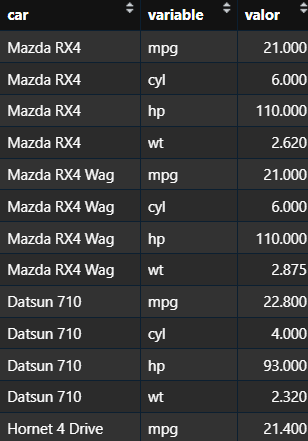 car variable valor
Mazda RX4 mpg 21.000
Mazda RX4 cyl 6.000
Mazda RX4 hp 110.000
Mazda RX4 wt 2.620
Mazda RX4 Wag mpg 21.000
Mazda RX4 Wag cyl 6.000
Mazda RX4 Wag hp 110.000
Mazda RX4 Wag wt 2.875
Datsun 710 mpg 22.800
Datsun 710 cyl 4.000
Datsun 710 hp 93.000
Datsun 710 wt 2.320
Hornet 4 Drive mpg 21.400